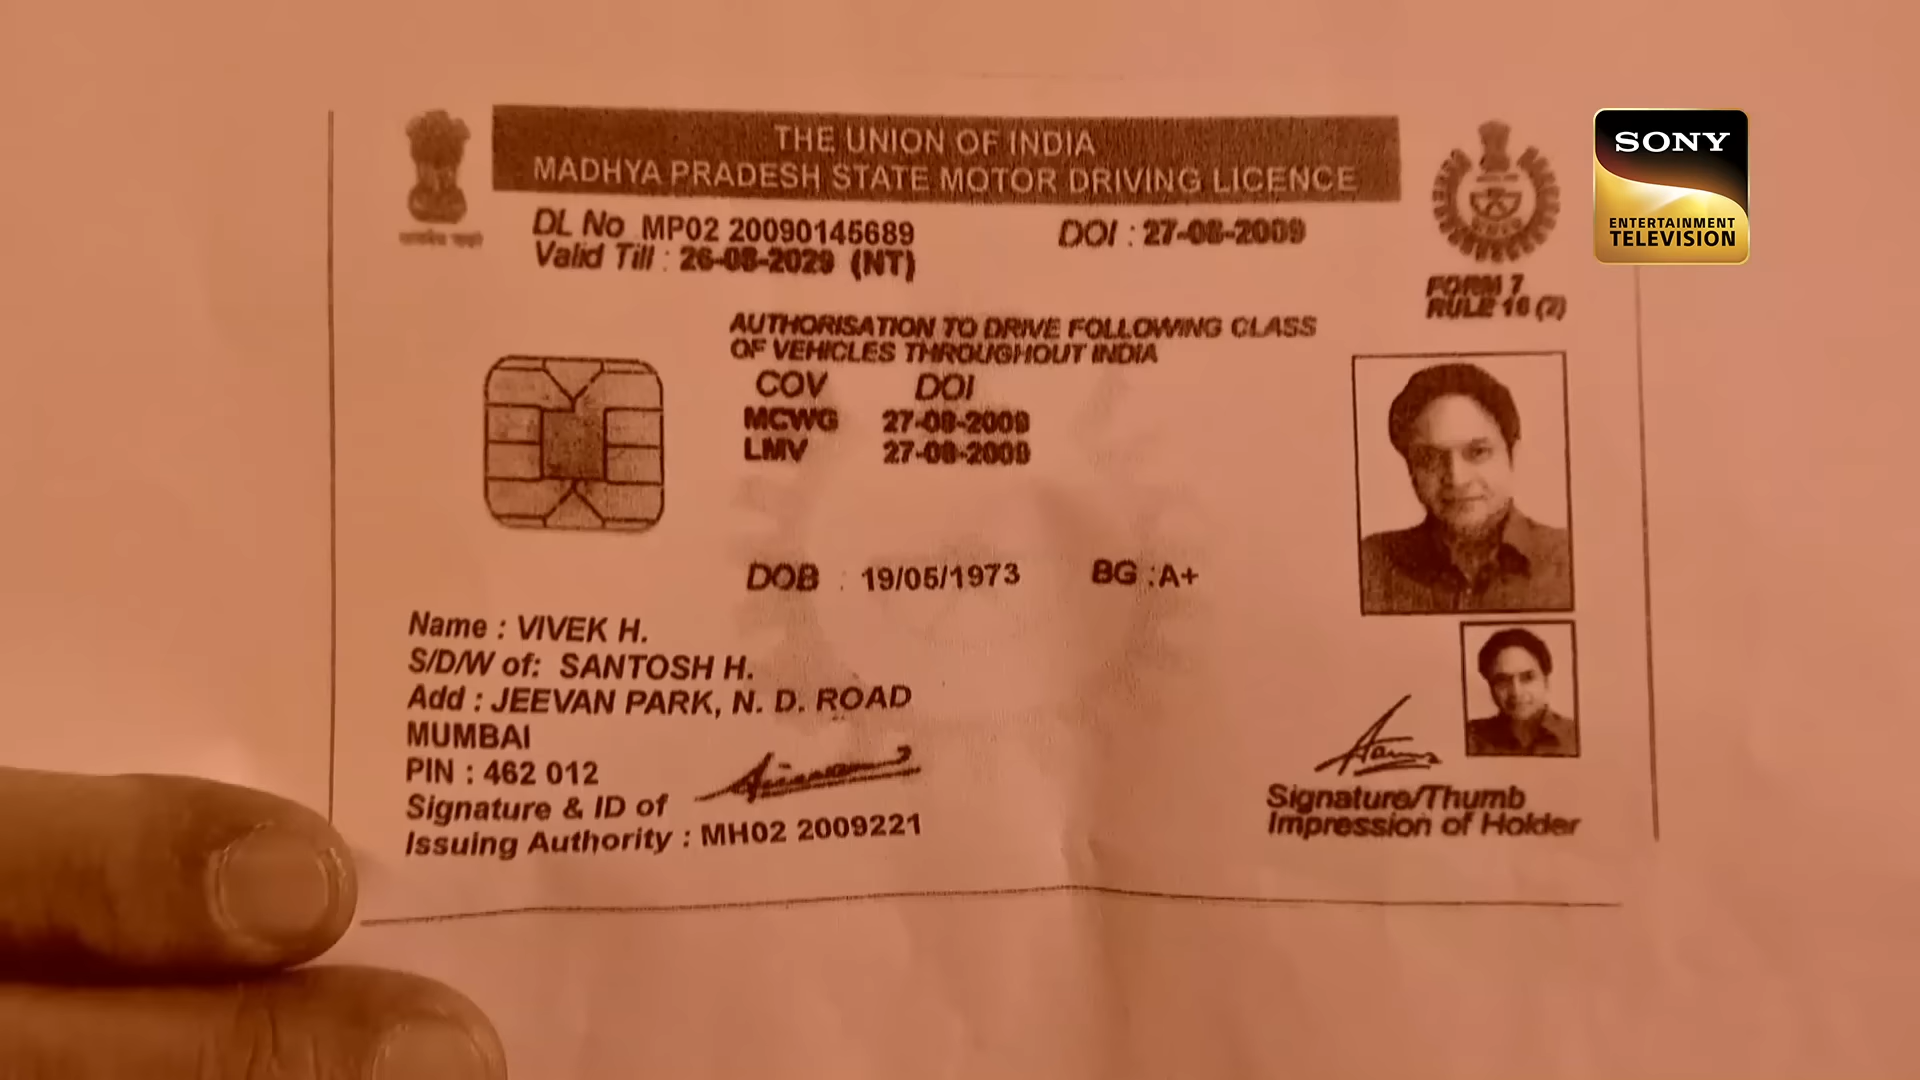 THE UNION OF INDIA
MADHYA PRADESH STATE MOTOR DRIVING LICENCE
DL No MP02 20090145689 DOI : 27-08-2009
Valid Till : 26-08-2029 (NT)
FORM 7
RULE 16 (2)
AUTHORISATION TO DRIVE FOLLOWING CLASS
OF VEHICLES THROUGHOUT INDIA
COV DOI
MCWG 27-08-2009
LMV 27-08-2009
DOB : 19/05/1973 BG :A+
Name : VIVEK H.
S/D/W of: SANTOSH H.
Add : JEEVAN PARK, N. D. ROAD
MUMBAI
PIN : 462 012
Signature & ID of
Issuing Authority : MH02 2009221
Signature/Thumb
Impression of Holder
SONY
ENTERTAINMENT
TELEVISION